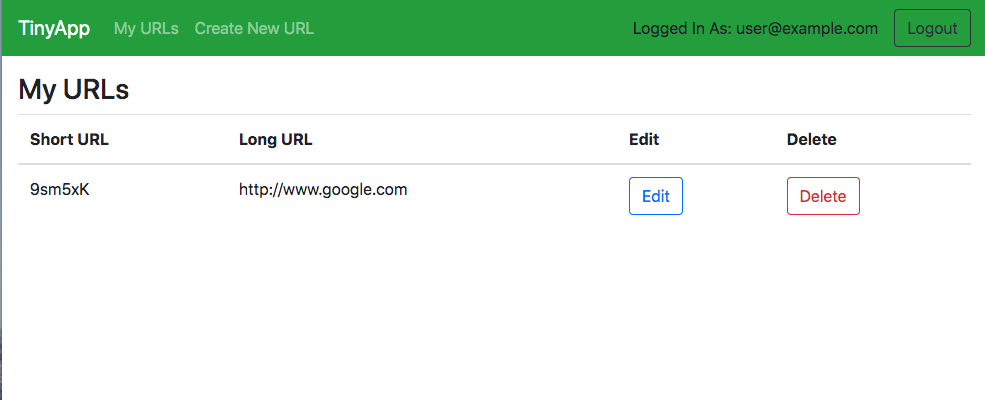 TinyApp My URLs Create New URL Logged In As: user@example.com Logout
My URLs
Short URL Long URL Edit Delete
9sm5xK http://www.google.com Edit Delete